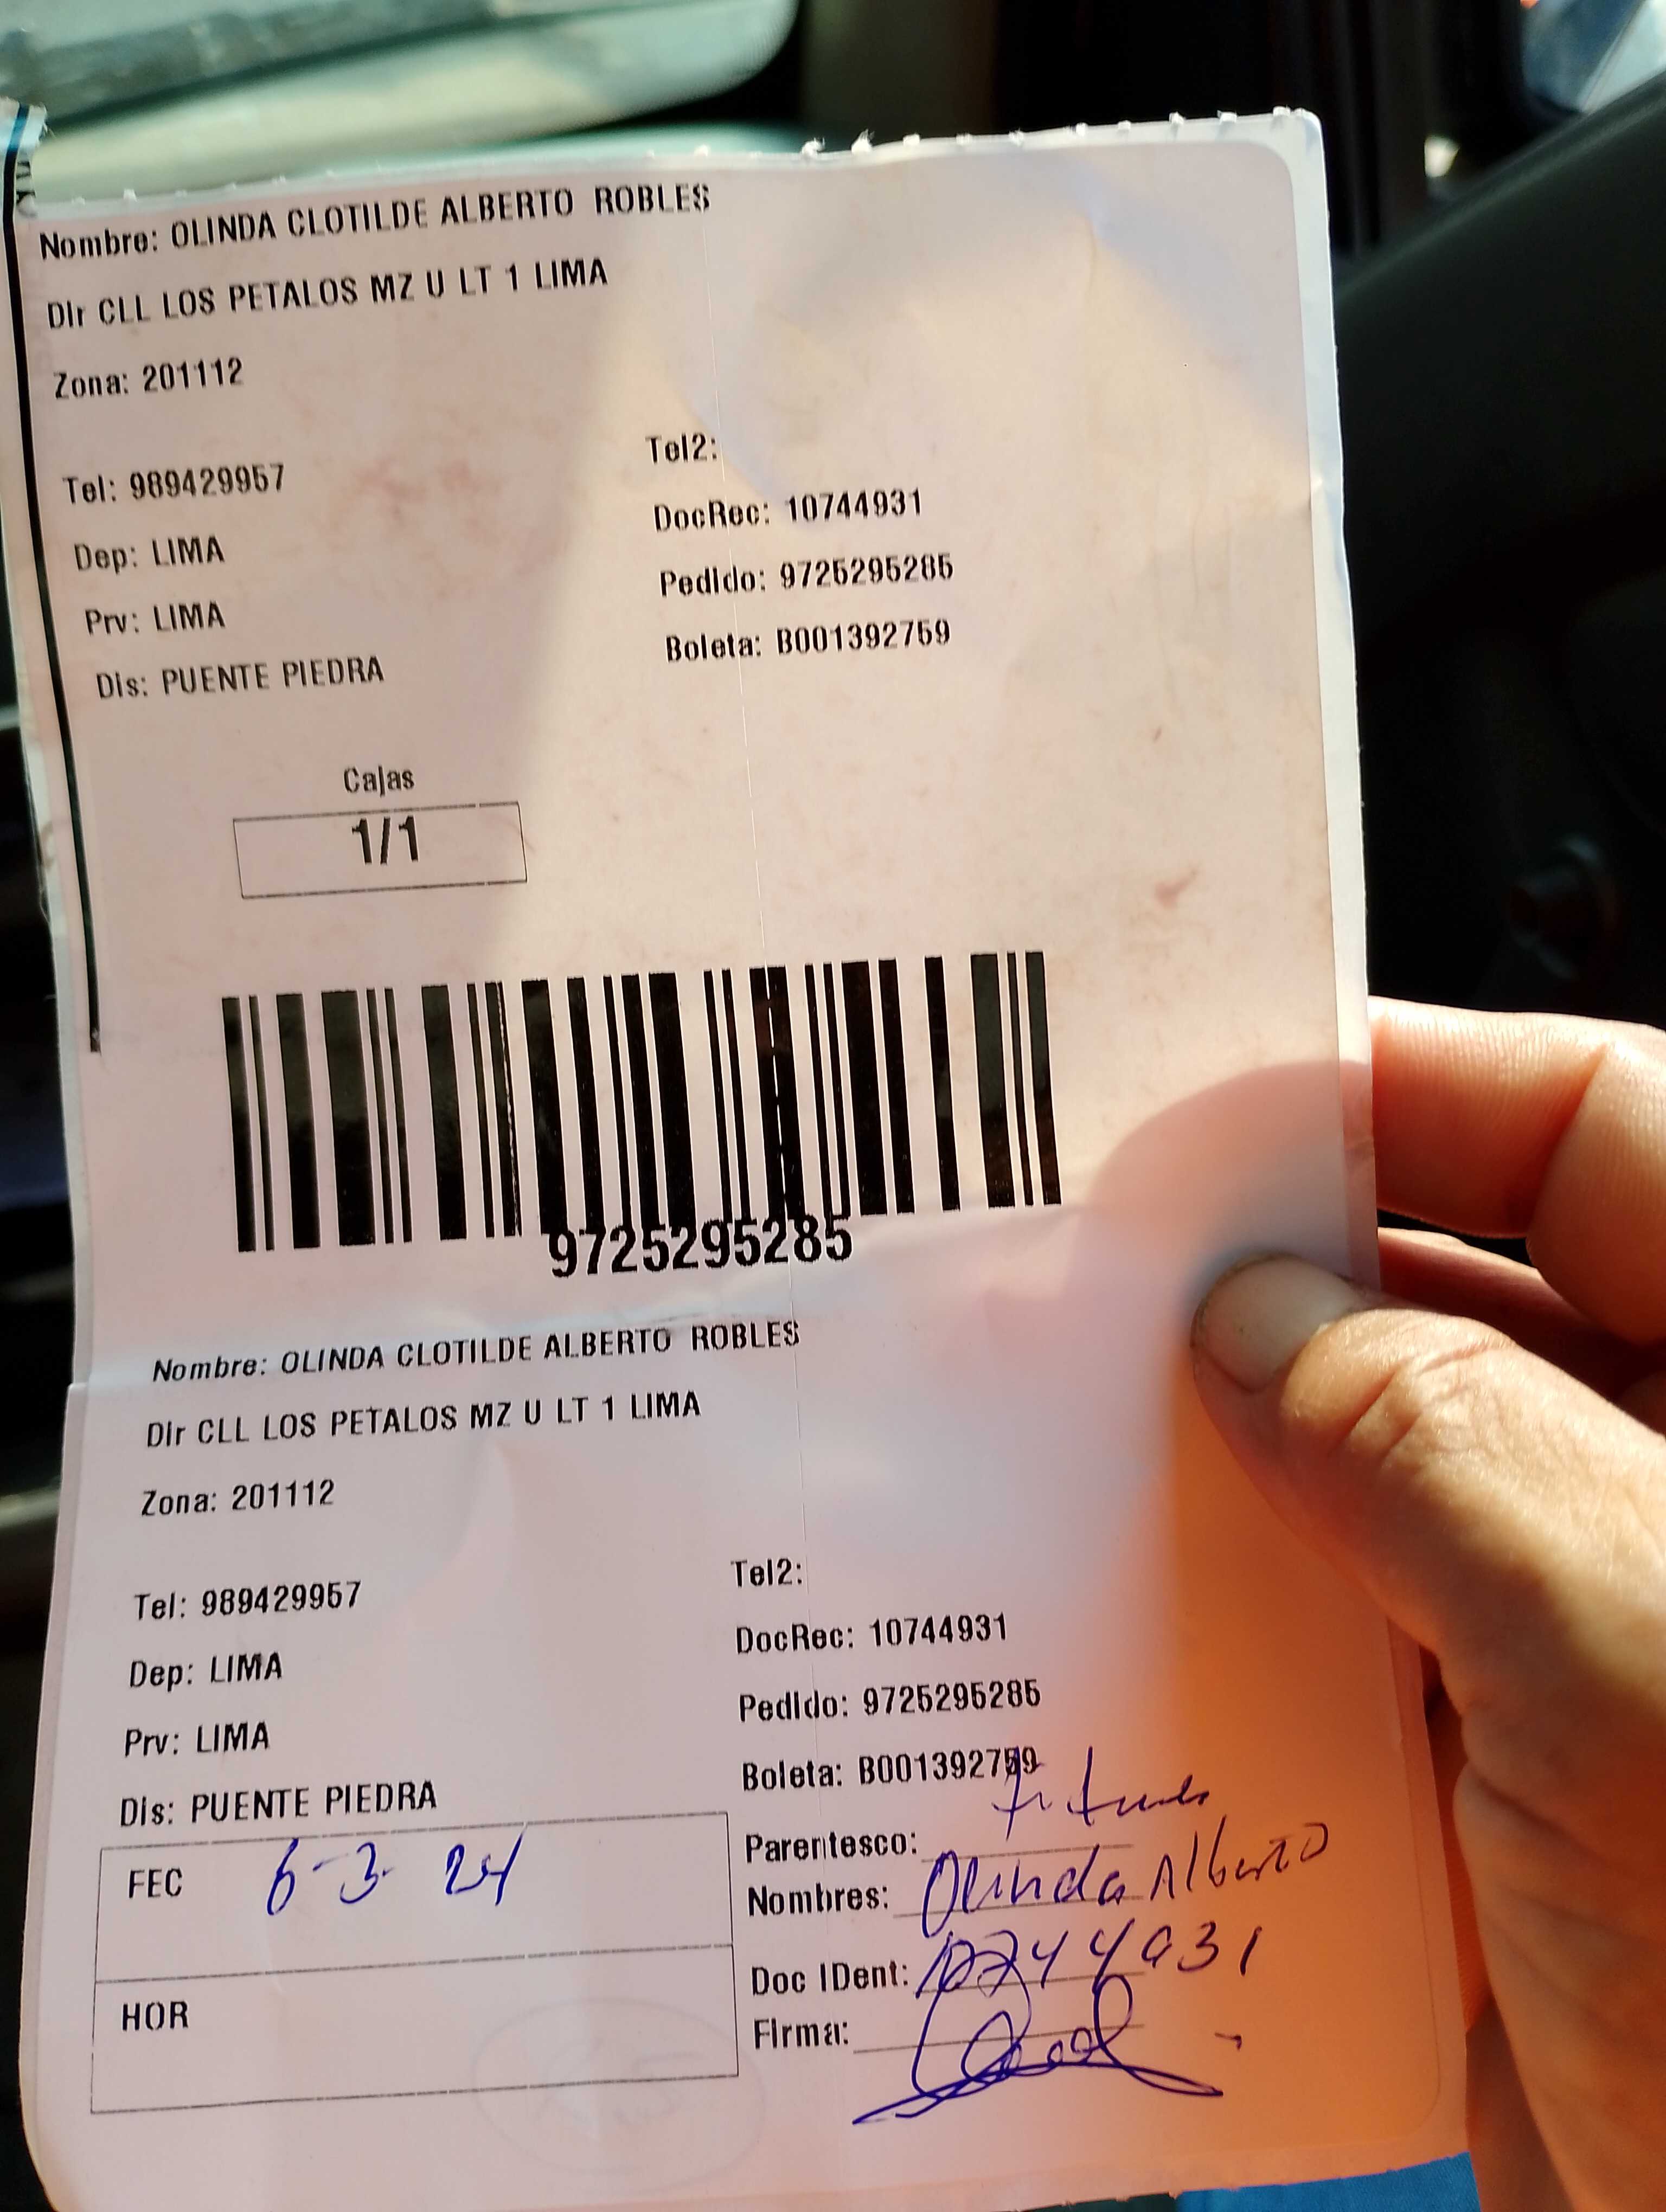 Nombre: OLINDA CLOTILDE ALBERTO ROBLES
Dir CLL LOS PETALOS MZ U LT 1 LIMA
Zona: 201112
Tel: 989429957
Tel2:
DocRec: 10744931
Dep: LIMA
Pedido: 9725295285
Prv: LIMA
Boleta: B001392759
Dis: PUENTE PIEDRA
Cajas
1/1
9725295285
Nombre: OLINDA CLOTILDE ALBERTO ROBLES
Dir CLL LOS PETALOS MZ U LT 1 LIMA
Zona: 201112
Tel: 989429957
Tel2:
DocRec: 10744931
Dep: LIMA
Pedido: 9725295285
Prv: LIMA
Boleta: B001392759
Dis: PUENTE PIEDRA
FEC 6-3-24
HOR
Parentesco:
Nombres: Olinda Alberto
Doc IDent: 10744931
Firma: